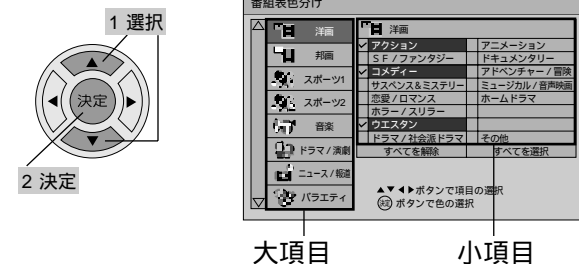 1 選択
決定
2 決定
番組表色分け
洋画
邦画
スポーツ1
スポーツ2
音楽
ドラマ/演劇
ニュース/報道
バラエティ
洋画
アクション アニメーション
SF/ファンタジー ドキュメンタリー
コメディー アドベンチャー/冒険
サスペンス&ミステリー ミュージカル/音声映画
恋愛/ロマンス ホームドラマ
ホラー/スリラー
ウエスタン
ドラマ/社会派ドラマ その他
すべてを解除 すべてを選択
▲▼◀▶ボタンで項目の選択
決定 ボタンで色の選択
大項目 小項目